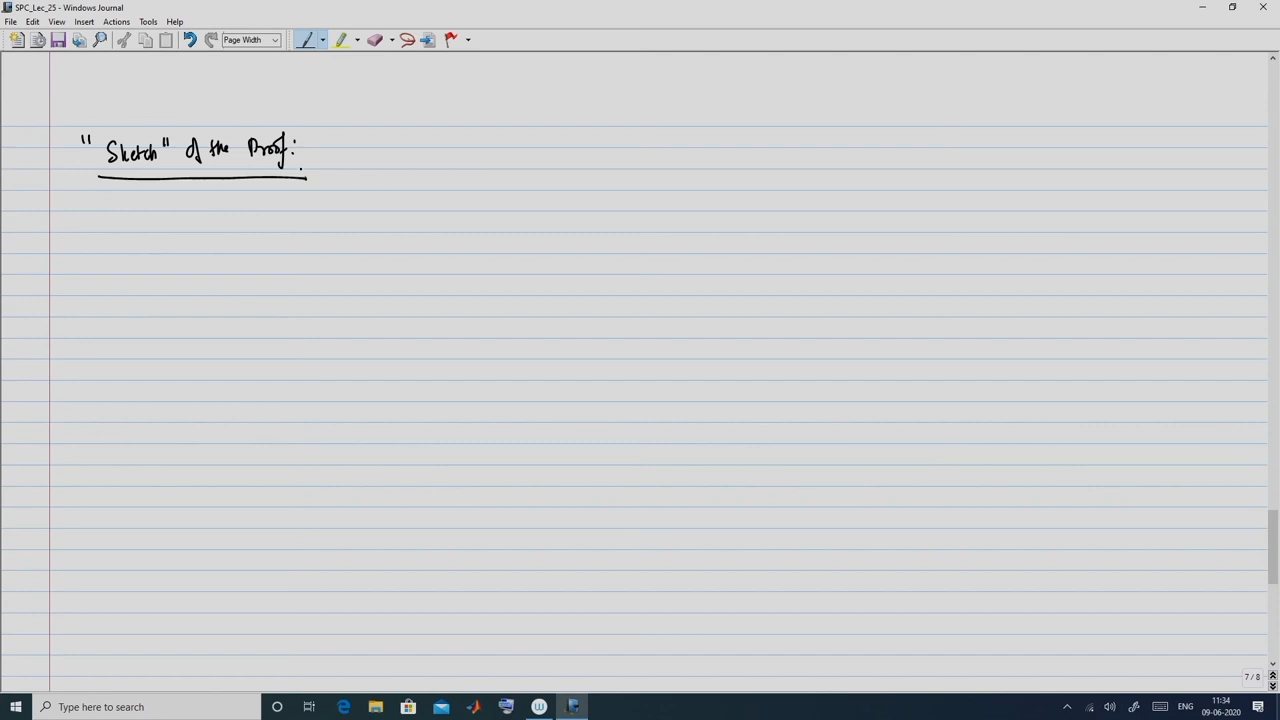 SPC_Lec_25 - Windows Journal
File Edit View Insert Actions Tools Help
Page Width
"Sketch" of the Proof:
7 / 8
Type here to search
ENG
11:34
09-06-2020